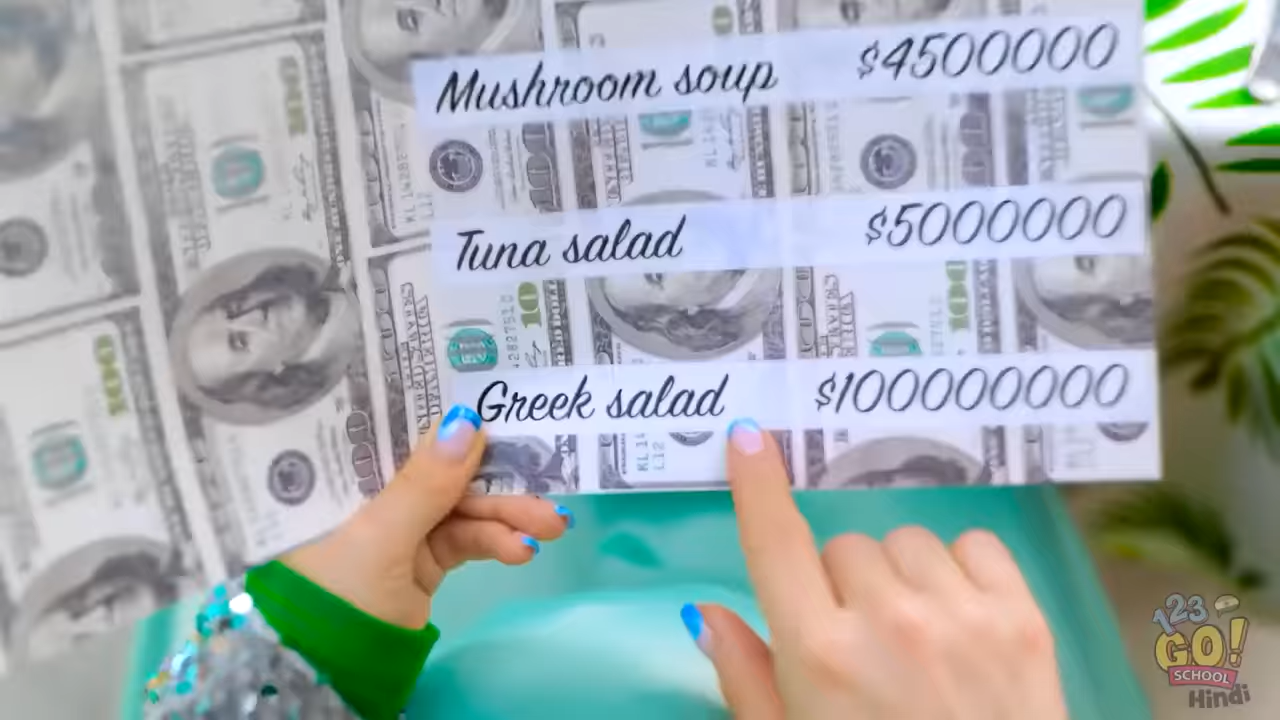 Mushroom soup $4500000
Tuna salad $5000000
Greek salad $100000000
123
GO!
SCHOOL
Hindi